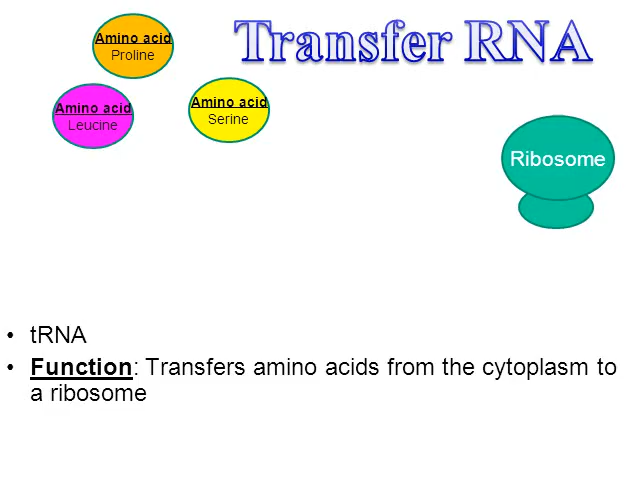 Transfer RNA
Amino acid
Proline
Amino acid
Leucine
Amino acid
Serine
Ribosome
• tRNA
• Function: Transfers amino acids from the cytoplasm to
a ribosome